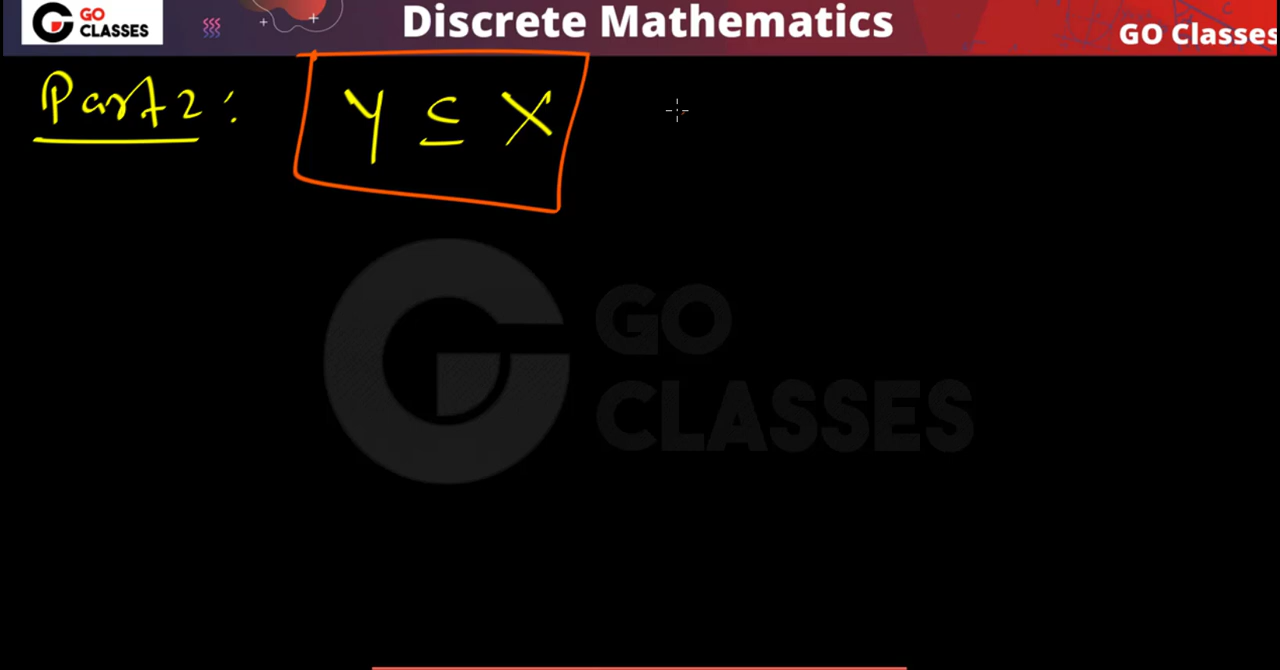 GO
CLASSES
Discrete Mathematics
GO Classes
Part 2:
Y ⊆ X
GO
CLASSES